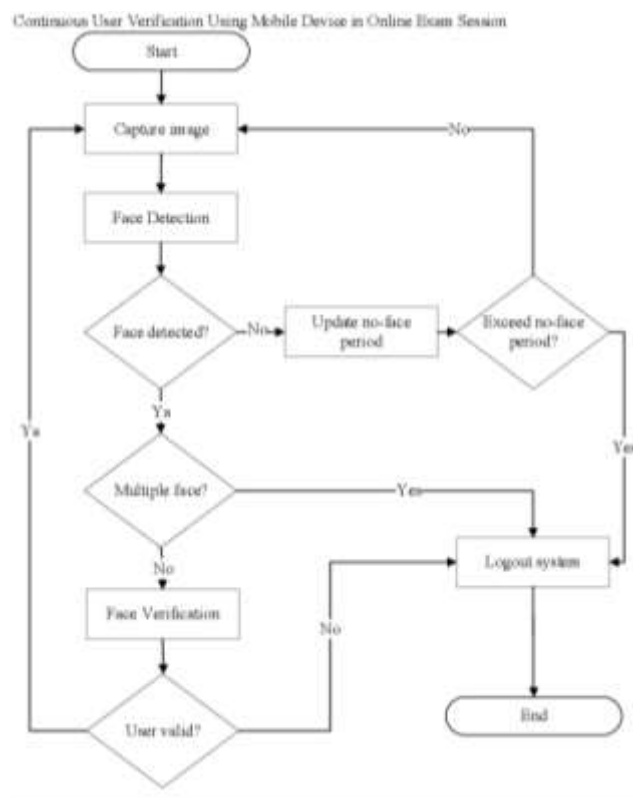 Continuous User Verification Using Mobile Device in Online Exam Session
Start
Capture image
No
Face Detection
Face detected?
No
Update no-face
period
Exceed no-face
period?
Ya
Ya
Yes
Multiple face?
Yes
No
Logout system
Face Verification
No
User valid?
End